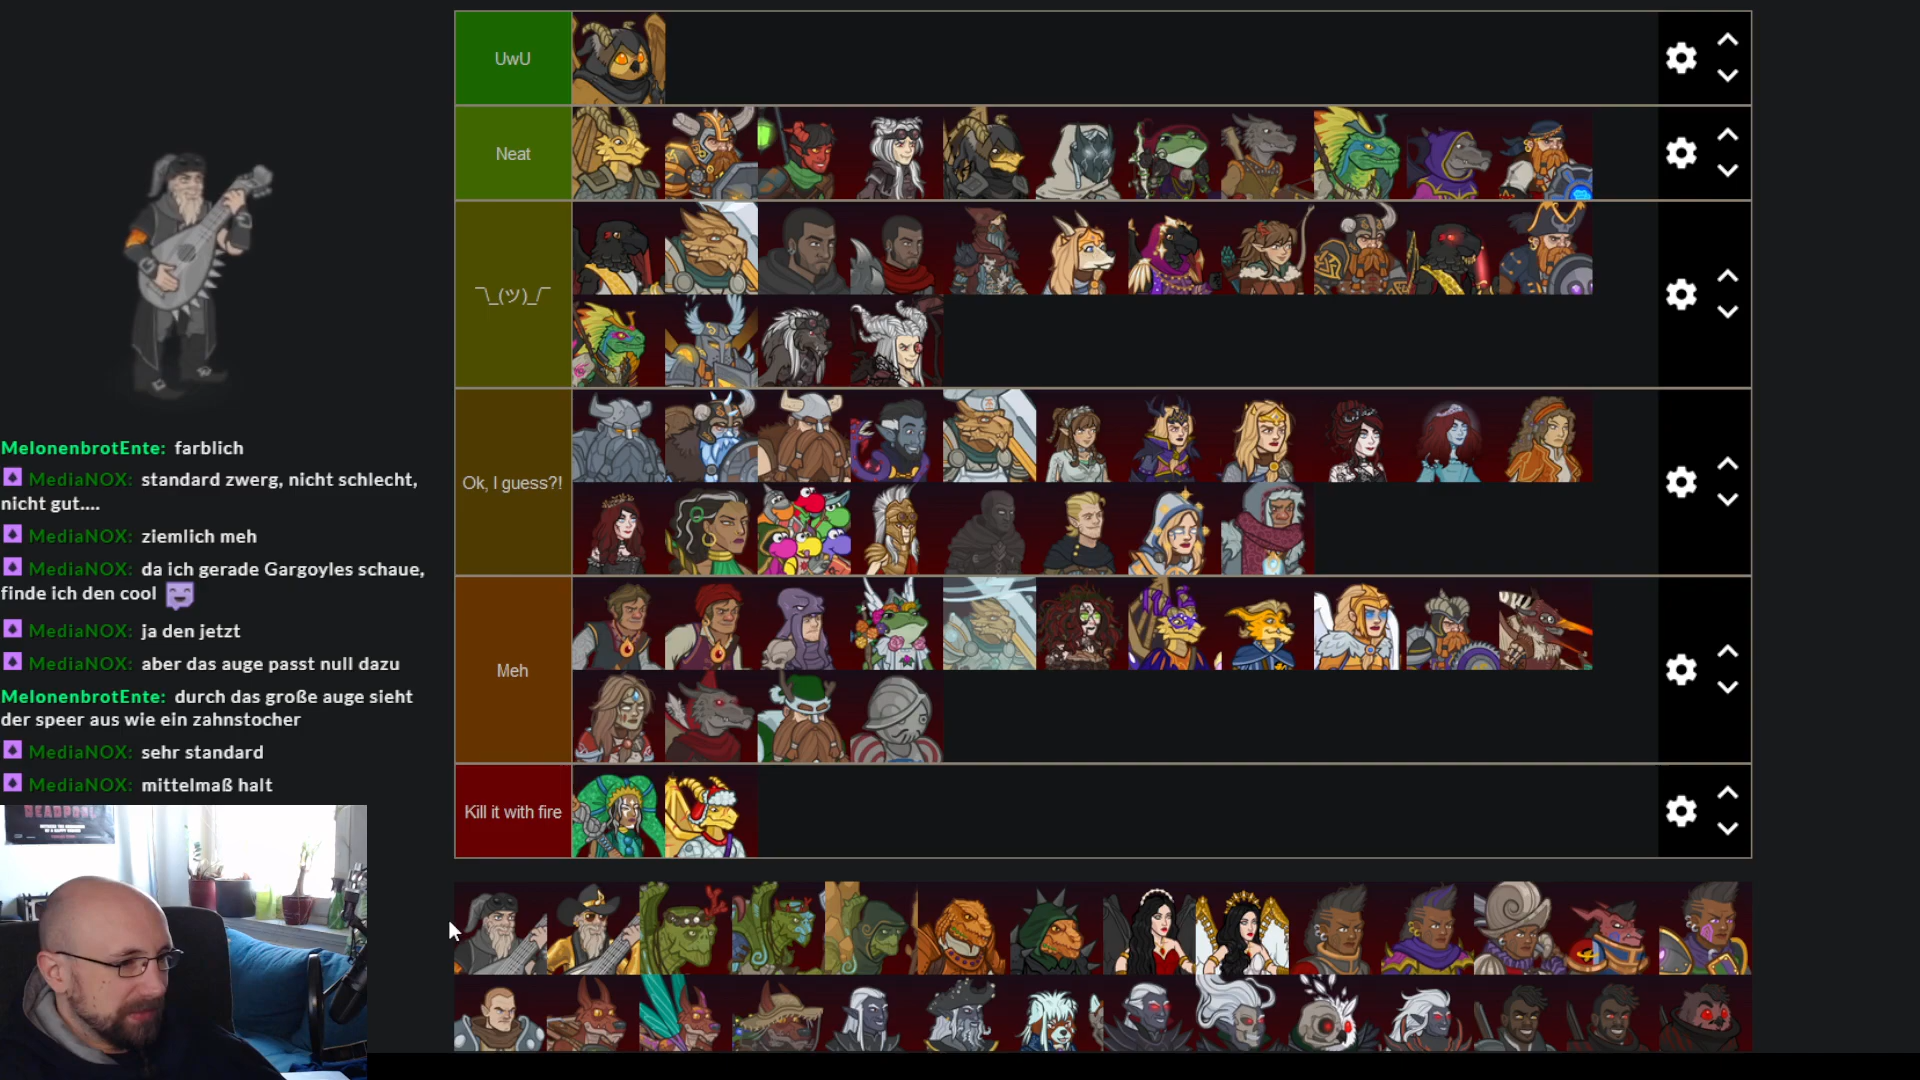 UwU
Neat
¯\_(ツ)_/¯
Ok, I guess?!
Meh
Kill it with fire
MelonenbrotEnte: farblich
MediaNOX: standard zwerg, nicht schlecht,
nicht gut....
MediaNOX: ziemlich meh
MediaNOX: da ich gerade Gargoyles schaue,
finde ich den cool
MediaNOX: ja den jetzt
MediaNOX: aber das auge passt null dazu
MelonenbrotEnte: durch das große auge sieht
der speer aus wie ein zahnstocher
MediaNOX: sehr standard
MediaNOX: mittelmaß halt
DEADPOOL